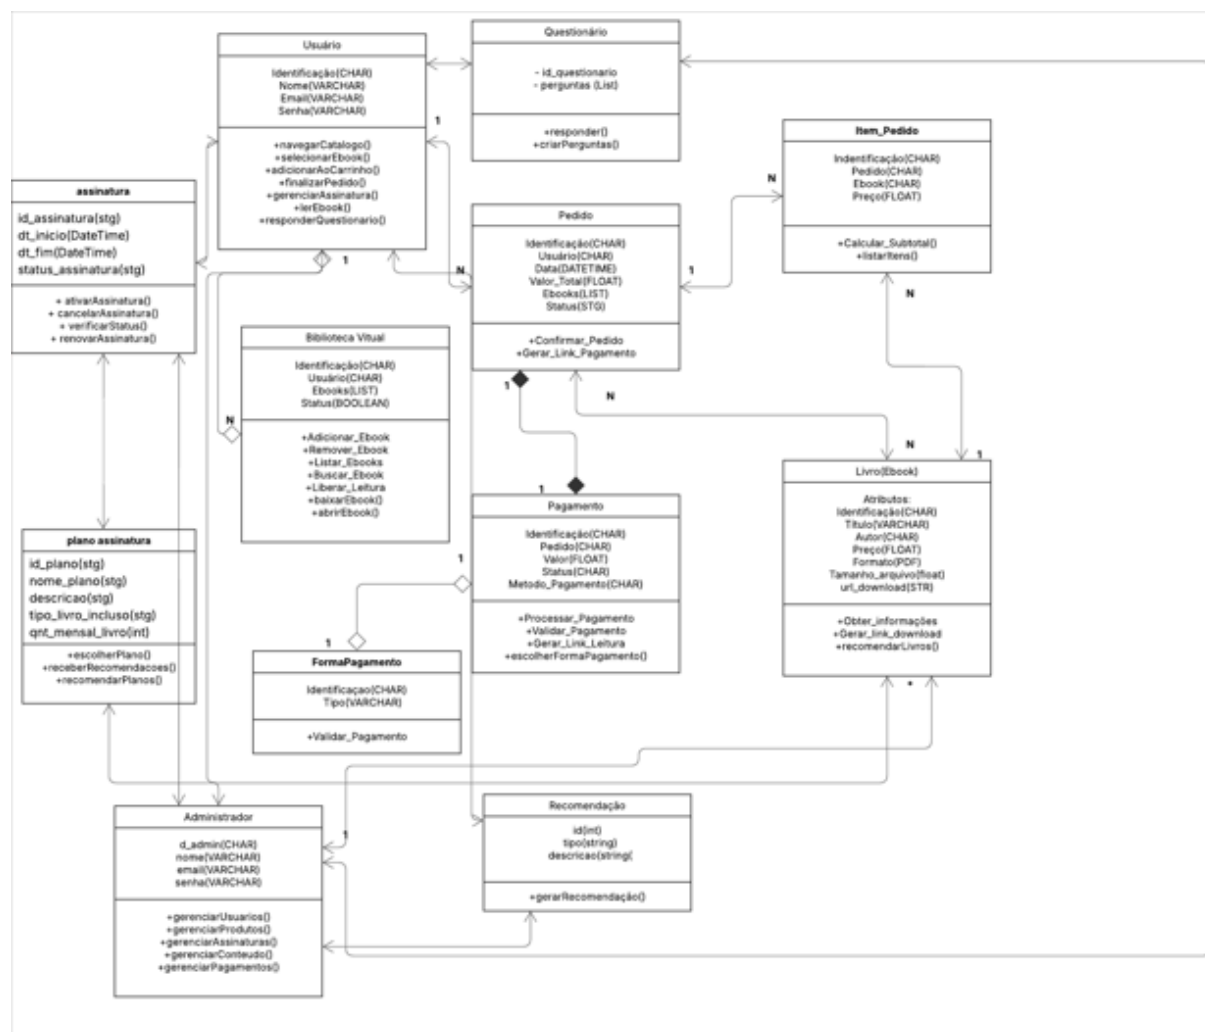 Usuário
Identificação(CHAR)
Nome(VARCHAR)
Email(VARCHAR)
Senha(VARCHAR)
+navegarCatalogo()
+selecionarEbook()
+adicionarAoCarrinho()
+finalizarPedido()
+gerenciarAssinatura()
+lerEbook()
+responderQuestionario()
1
1
Questionário
- id_questionario
- perguntas (List)
+responder()
+criarPerguntas()
Item_Pedido
Indentificação(CHAR)
Pedido(CHAR)
Ebook(CHAR)
Preço(FLOAT)
+Calcular_Subtotal()
+listarItens()
N
N
assinatura
id_assinatura(stg)
dt_inicio(DateTime)
dt_fim(DateTime)
status_assinatura(stg)
+ ativarAssinatura()
+ cancelarAssinatura()
+ verificarStatus()
+ renovarAssinatura()
Pedido
Identificação(CHAR)
Usuário(CHAR)
Data(DATETIME)
Valor_Total(FLOAT)
Ebooks(LIST)
Status(STG)
+Confirmar_Pedido
+Gerar_Link_Pagamento
N
1
1
N
Biblioteca Vitual
Identificação(CHAR)
Usuário(CHAR)
Ebooks(LIST)
Status(BOOLEAN)
+Adicionar_Ebook
+Remover_Ebook
+Listar_Ebooks
+Buscar_Ebook
+Liberar_Leitura
+baixarEbook()
+abrirEbook()
N
N
1
Livro(Ebook)
Atributos:
Identificação(CHAR)
Título(VARCHAR)
Autor(CHAR)
Preço(FLOAT)
Formato(PDF)
Tamanho_arquivo(float)
url_download(STR)
+Obter_informações
+Gerar_link_download
+recomendarLivros()
*
1
Pagamento
Identificação(CHAR)
Pedido(CHAR)
Valor(FLOAT)
Status(CHAR)
Metodo_Pagamento(CHAR)
+Processar_Pagamento
+Validar_Pagamento
+Gerar_Link_Leitura
+escolherFormaPagamento()
1
1
plano assinatura
id_plano(stg)
nome_plano(stg)
descricao(stg)
tipo_livro_incluso(stg)
qnt_mensal_livro(int)
+escolherPlano()
+receberRecomendacoes()
+recomendarPlanos()
FormaPagamento
Identificaçao(CHAR)
Tipo(VARCHAR)
+Validar_Pagamento
Administrador
d_admin(CHAR)
nome(VARCHAR)
email(VARCHAR)
senha(VARCHAR)
+gerenciarUsuarios()
+gerenciarProdutos()
+gerenciarAssinaturas()
+gerenciarConteudo()
+gerenciarPagamentos()
1
Recomendação
id(int)
tipo(string)
descricao(string(
+gerarRecomendação()